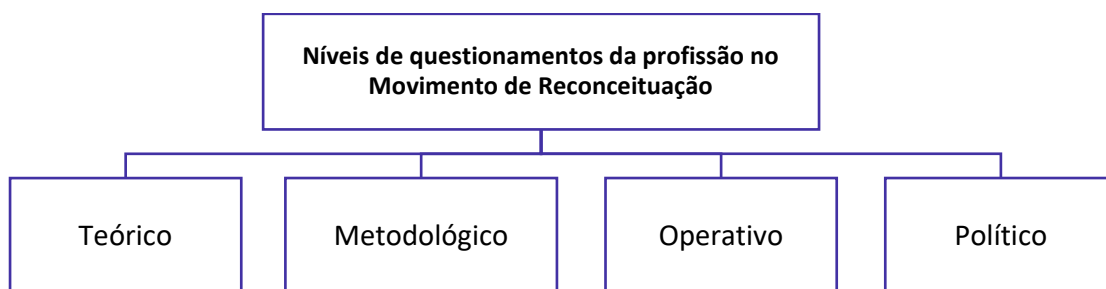 Níveis de questionamentos da profissão no
Movimento de Reconceituação
Teórico
Metodológico
Operativo
Político